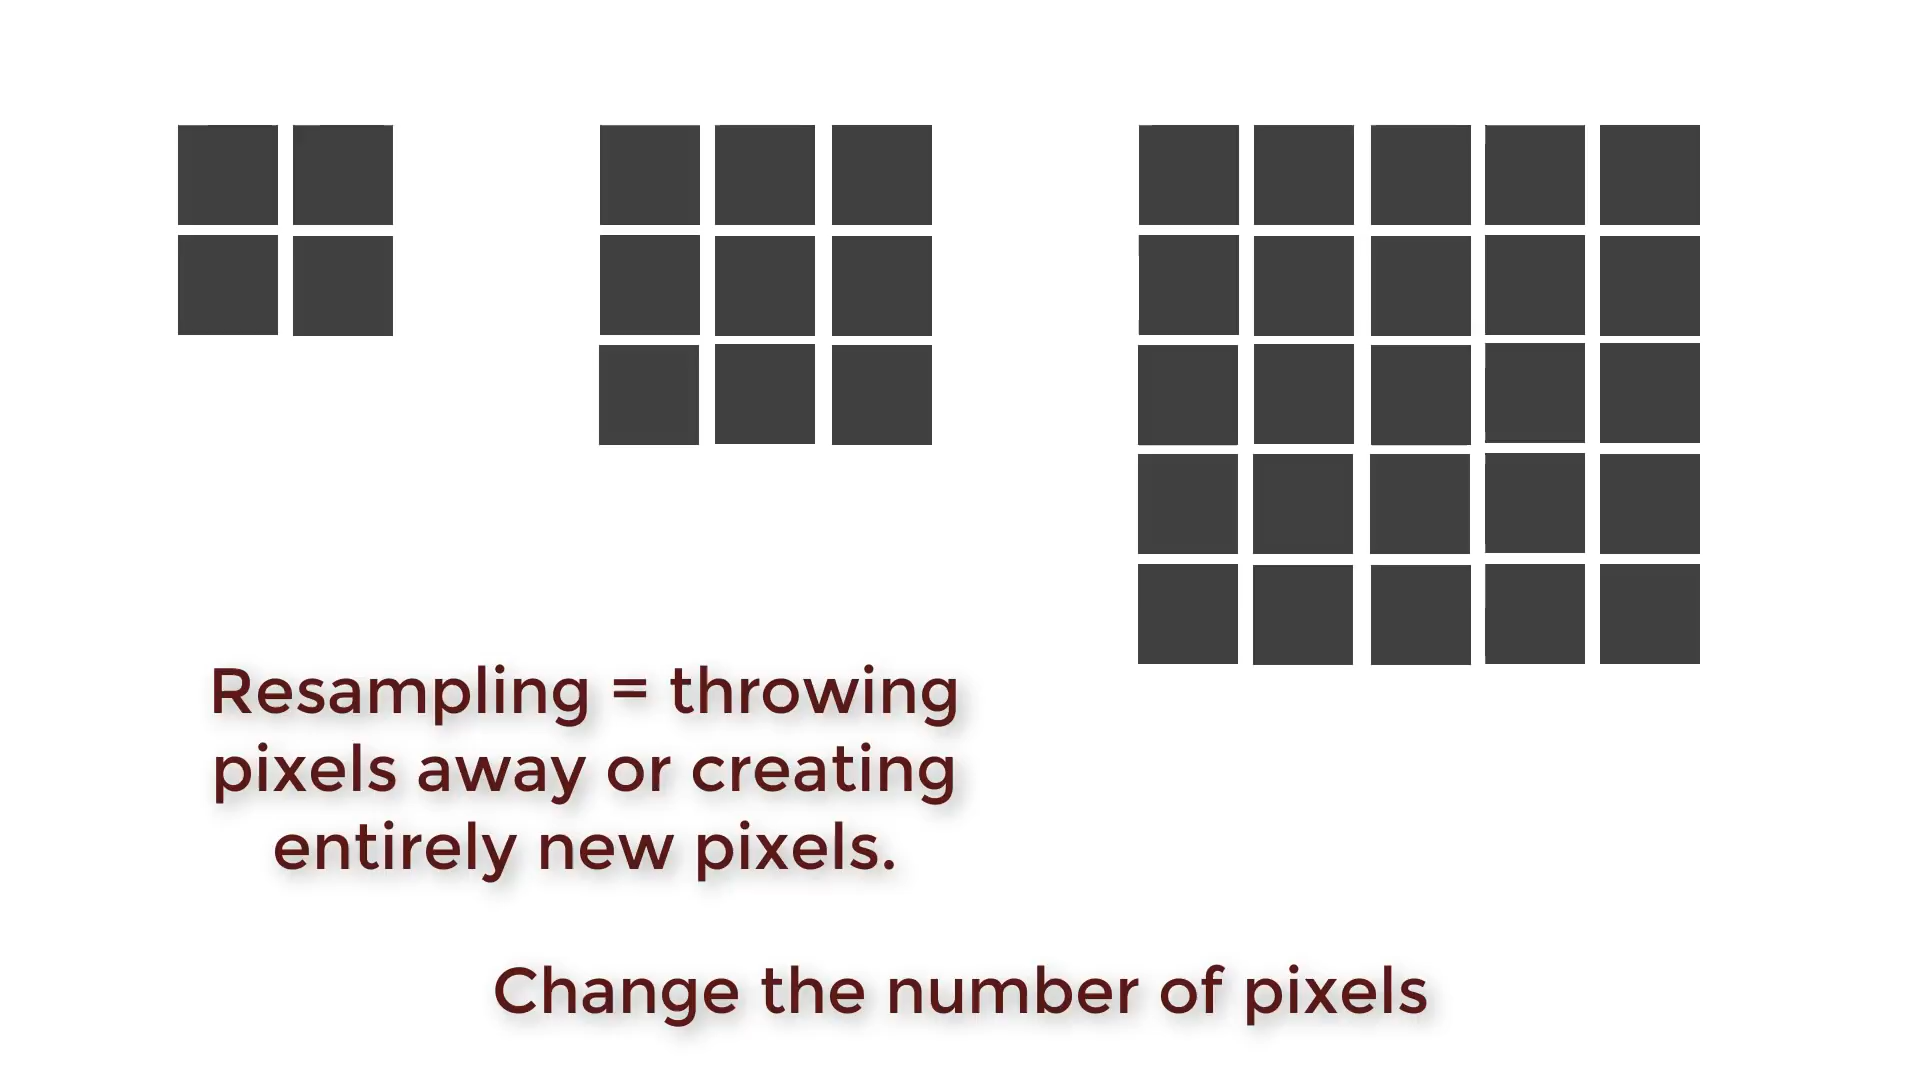 Resampling = throwing
pixels away or creating
entirely new pixels.
Change the number of pixels